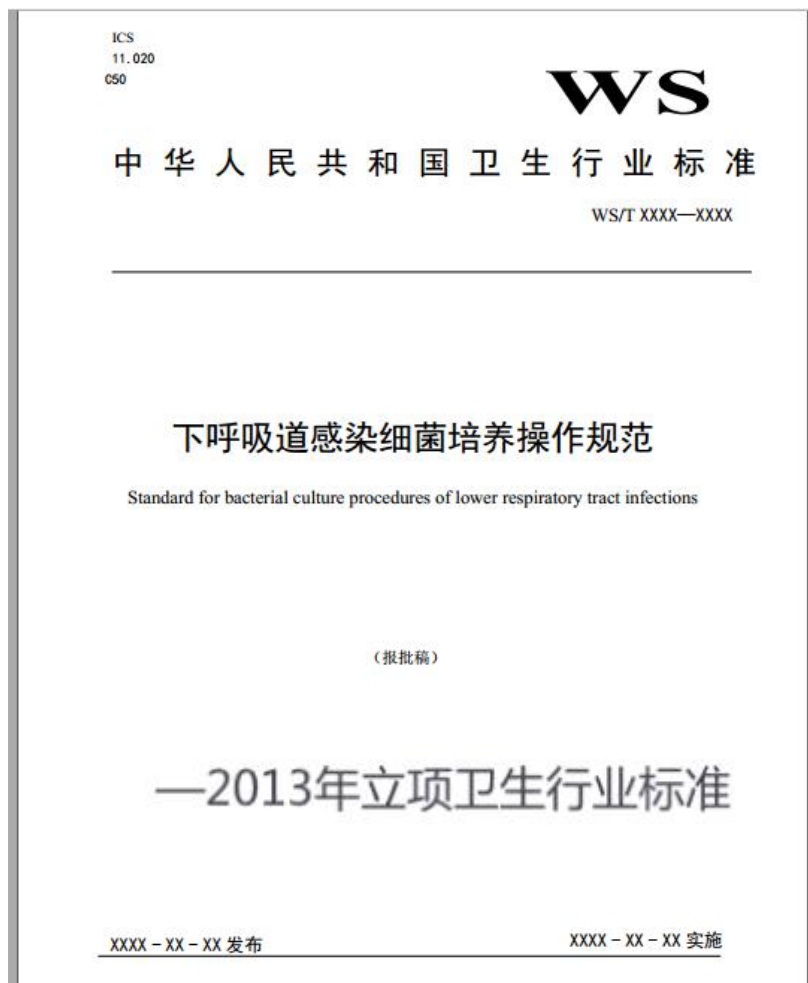 ICS
11.020
C50
WS
中华人民共和国卫生行业标准
WS/T XXXX—XXXX
下呼吸道感染细菌培养操作规范
Standard for bacterial culture procedures of lower respiratory tract infections
（报批稿）
—2013年立项卫生行业标准
XXXX－XX－XX 发布
XXXX－XX－XX 实施